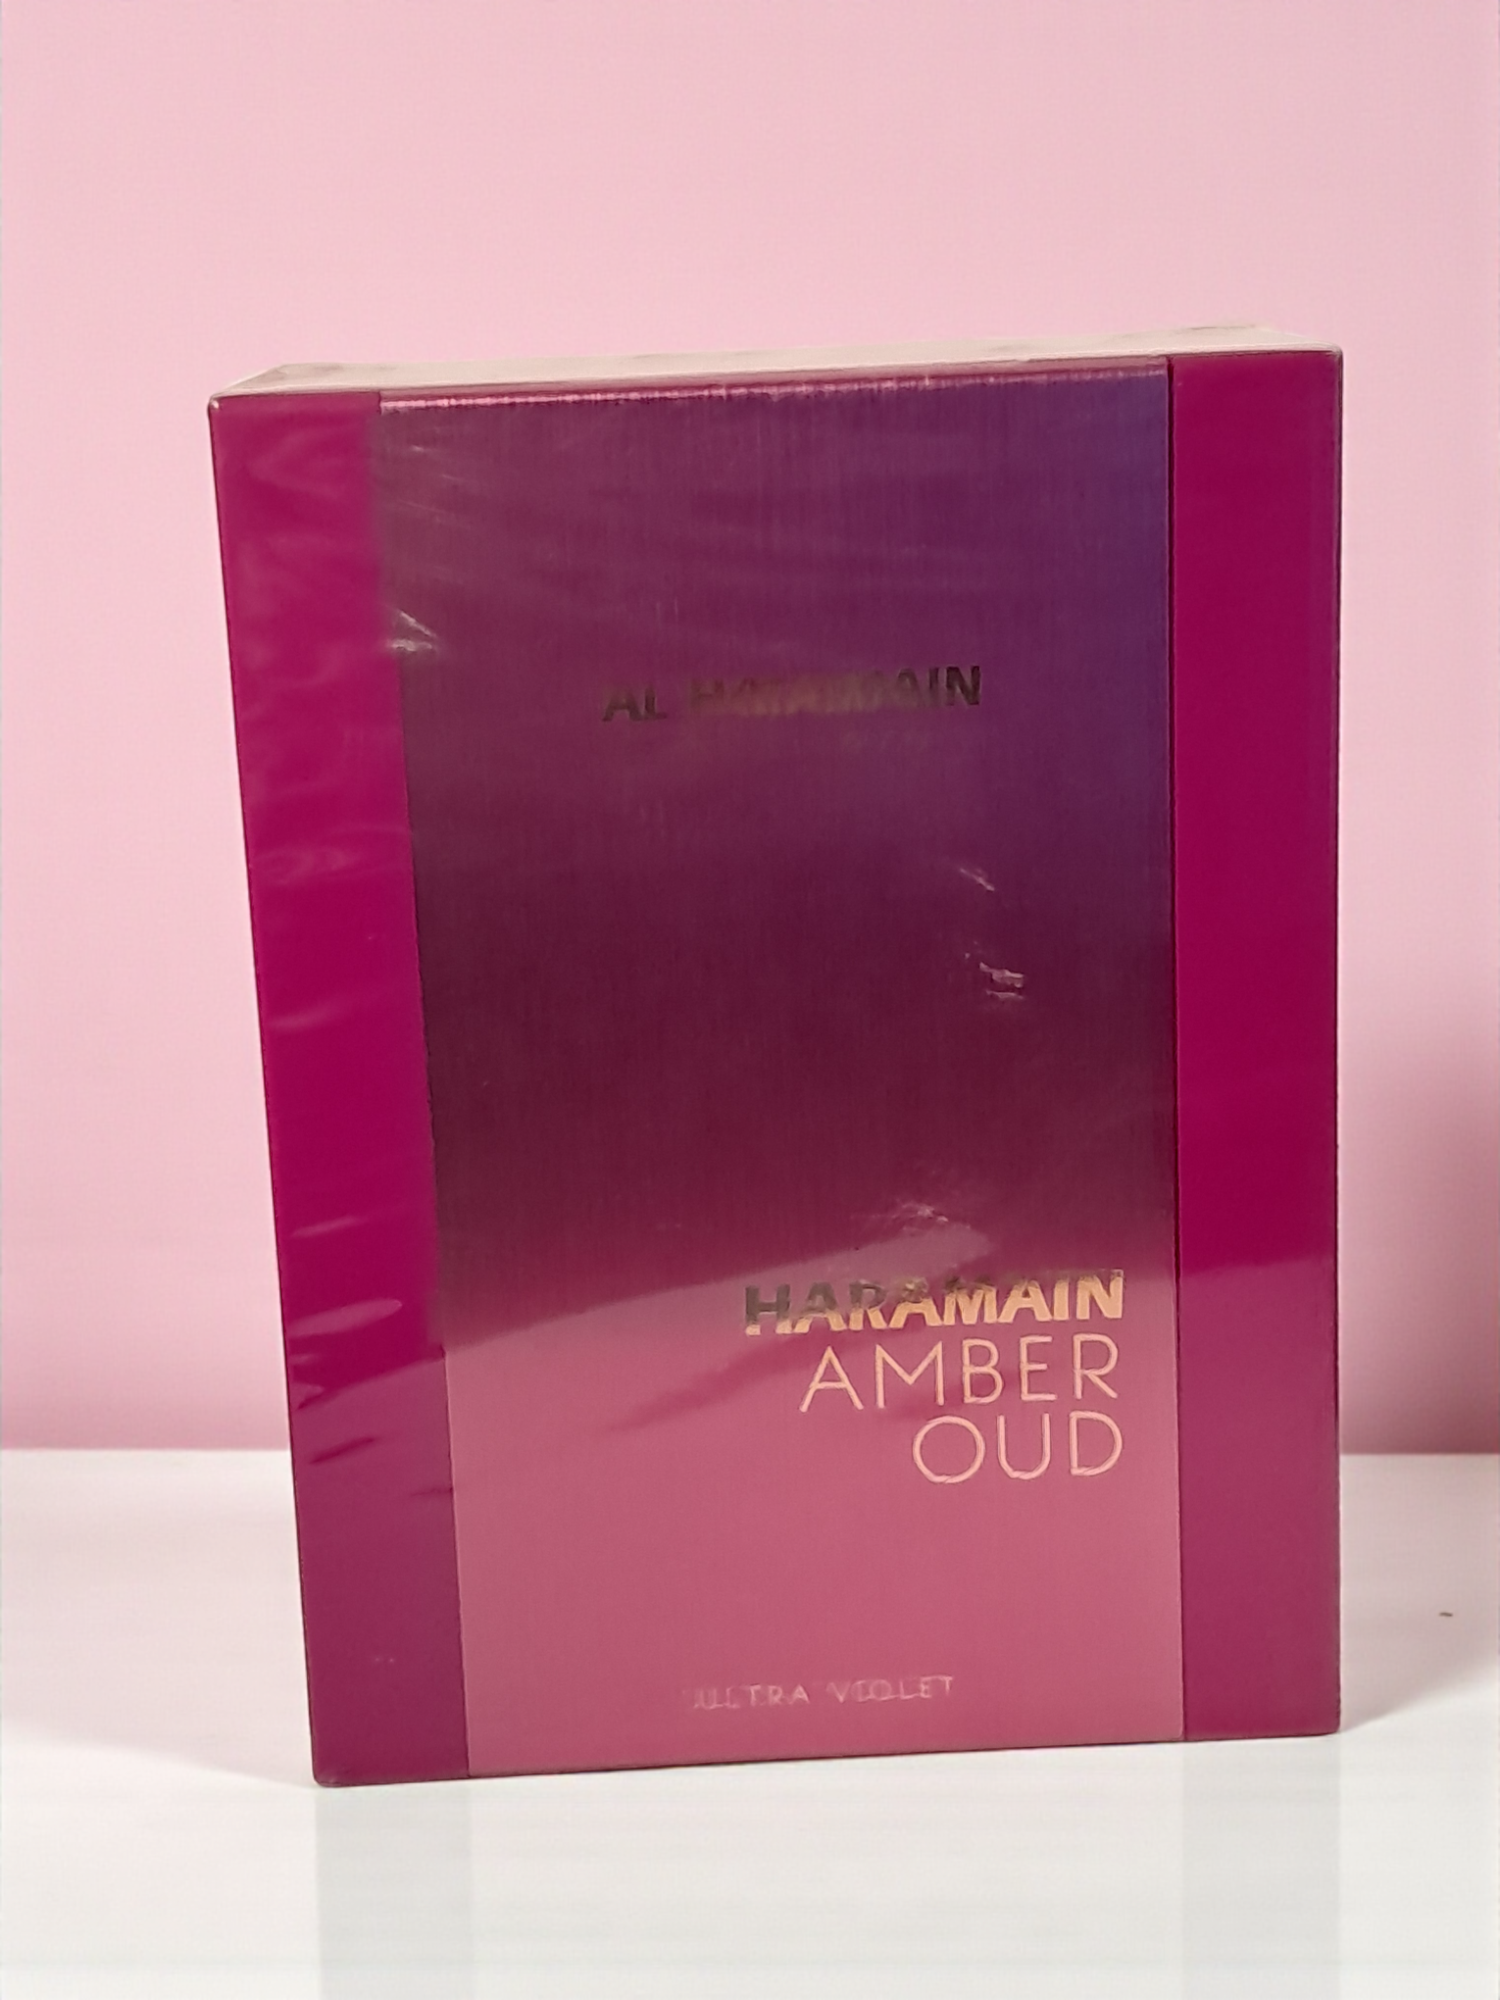 AL HARAMAIN
HARAMAIN
AMBER
OUD
ULTRA VIOLET